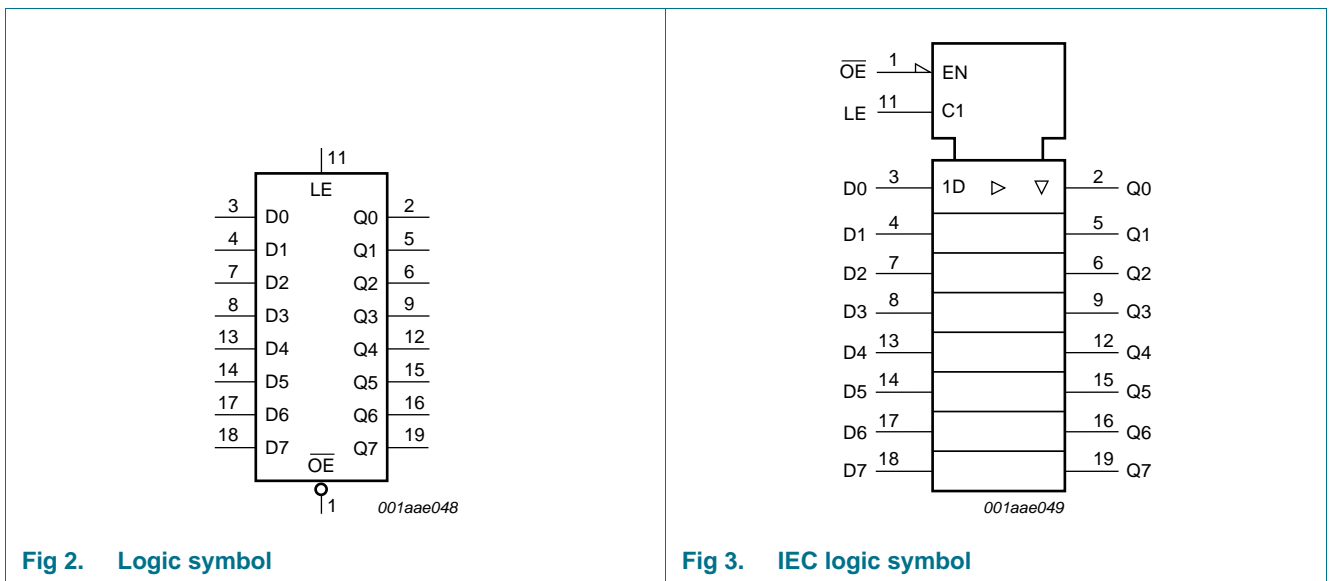 11
LE
3 D0 Q0 2
4 D1 Q1 5
7 D2 Q2 6
8 D3 Q3 9
13 D4 Q4 12
14 D5 Q5 15
17 D6 Q6 16
18 D7 Q7 19
O̅E̅
1
001aae048
Fig 2. Logic symbol
O̅E̅ 1 EN
LE 11 C1
D0 3 1D ▷ ▽ 2 Q0
D1 4 5 Q1
D2 7 6 Q2
D3 8 9 Q3
D4 13 12 Q4
D5 14 15 Q5
D6 17 16 Q6
D7 18 19 Q7
001aae049
Fig 3. IEC logic symbol